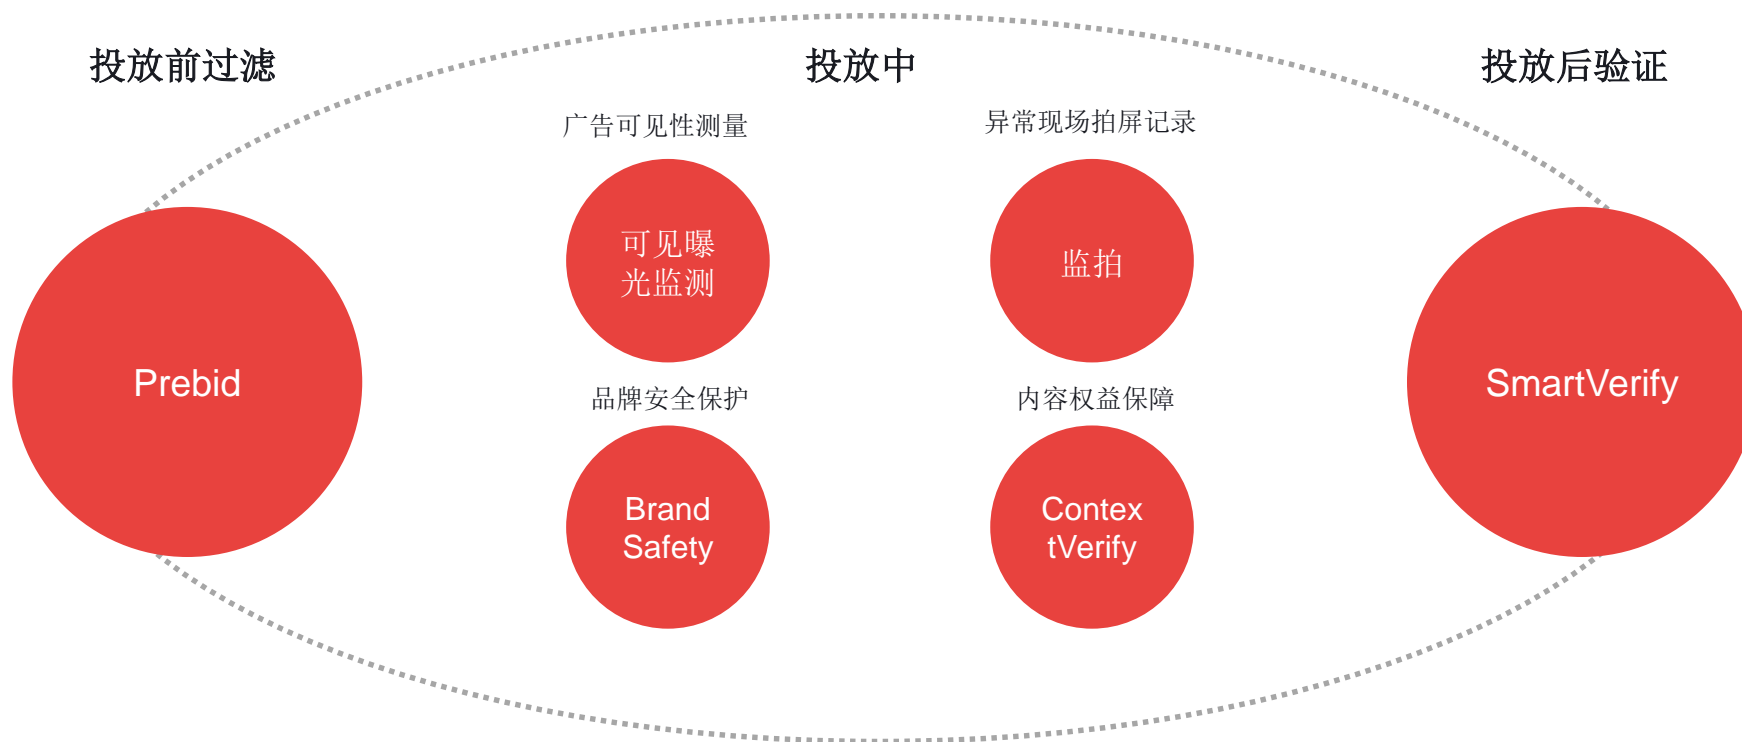 投放前过滤
投放中
投放后验证
广告可见性测量
异常现场拍屏记录
可见曝
光监测
监拍
Prebid
SmartVerify
品牌安全保护
内容权益保障
Brand
Safety
Contex
tVerify